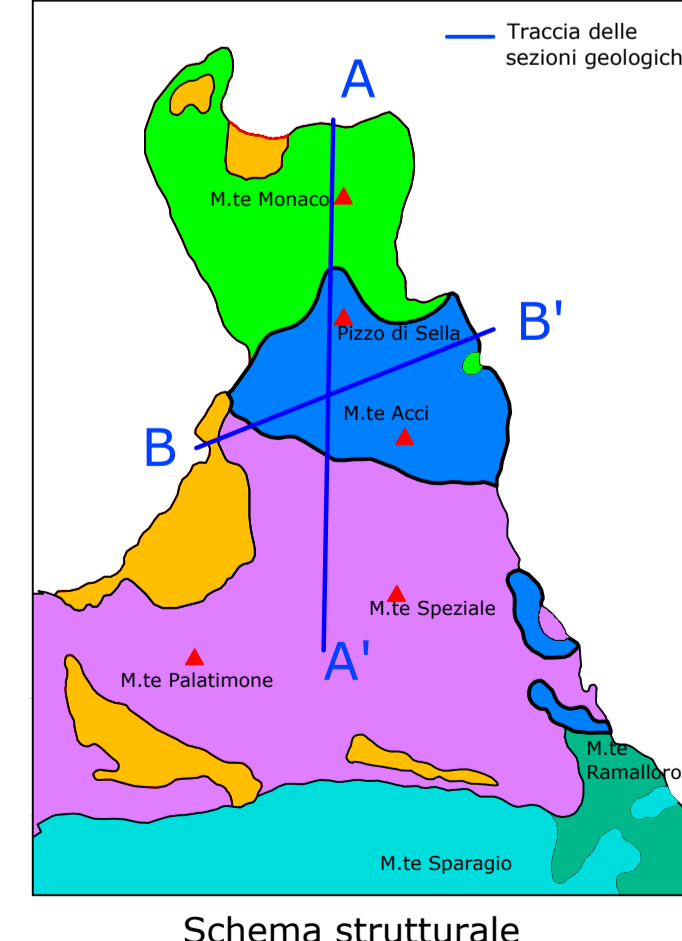 Traccia delle
sezioni geologich
A
M.te Monaco
B'
Pizzo di Sella
M.te Acci
B
M.te Speziale
A'
M.te Palatimone
M.te
Ramalloro
M.te Sparagio
Schema strutturale